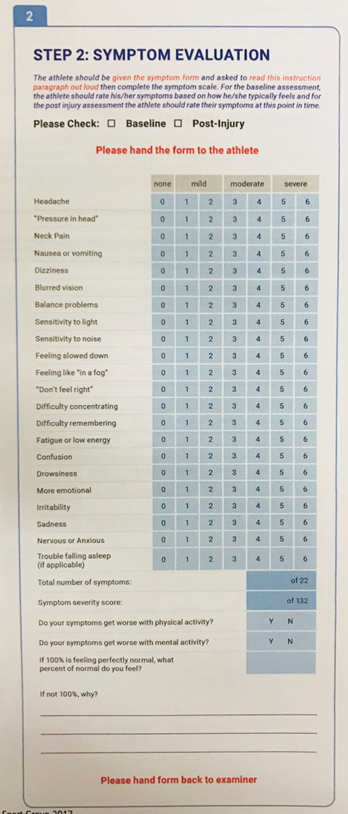 2
STEP 2: SYMPTOM EVALUATION
The athlete should be given the symptom form and asked to read this instruction
paragraph out loud then complete the symptom scale. For the baseline assessment,
the athlete should rate his/her symptoms based on how he/she typically feels and for
the post injury assessment the athlete should rate their symptoms at this point in time.
Please Check: ☐ Baseline ☐ Post-Injury
Please hand the form to the athlete
none mild moderate severe
Headache 0 1 2 3 4 5 6
"Pressure in head" 0 1 2 3 4 5 6
Neck Pain 0 1 2 3 4 5 6
Nausea or vomiting 0 1 2 3 4 5 6
Dizziness 0 1 2 3 4 5 6
Blurred vision 0 1 2 3 4 5 6
Balance problems 0 1 2 3 4 5 6
Sensitivity to light 0 1 2 3 4 5 6
Sensitivity to noise 0 1 2 3 4 5 6
Feeling slowed down 0 1 2 3 4 5 6
Feeling like "in a fog" 0 1 2 3 4 5 6
"Don't feel right" 0 1 2 3 4 5 6
Difficulty concentrating 0 1 2 3 4 5 6
Difficulty remembering 0 1 2 3 4 5 6
Fatigue or low energy 0 1 2 3 4 5 6
Confusion 0 1 2 3 4 5 6
Drowsiness 0 1 2 3 4 5 6
More emotional 0 1 2 3 4 5 6
Irritability 0 1 2 3 4 5 6
Sadness 0 1 2 3 4 5 6
Nervous or Anxious 0 1 2 3 4 5 6
Trouble falling asleep
(if applicable) 0 1 2 3 4 5 6
Total number of symptoms: of 22
Symptom severity score: of 132
Do your symptoms get worse with physical activity? Y N
Do your symptoms get worse with mental activity? Y N
If 100% is feeling perfectly normal, what
percent of normal do you feel?
If not 100%, why?
Please hand form back to examiner
Sport Group 2017